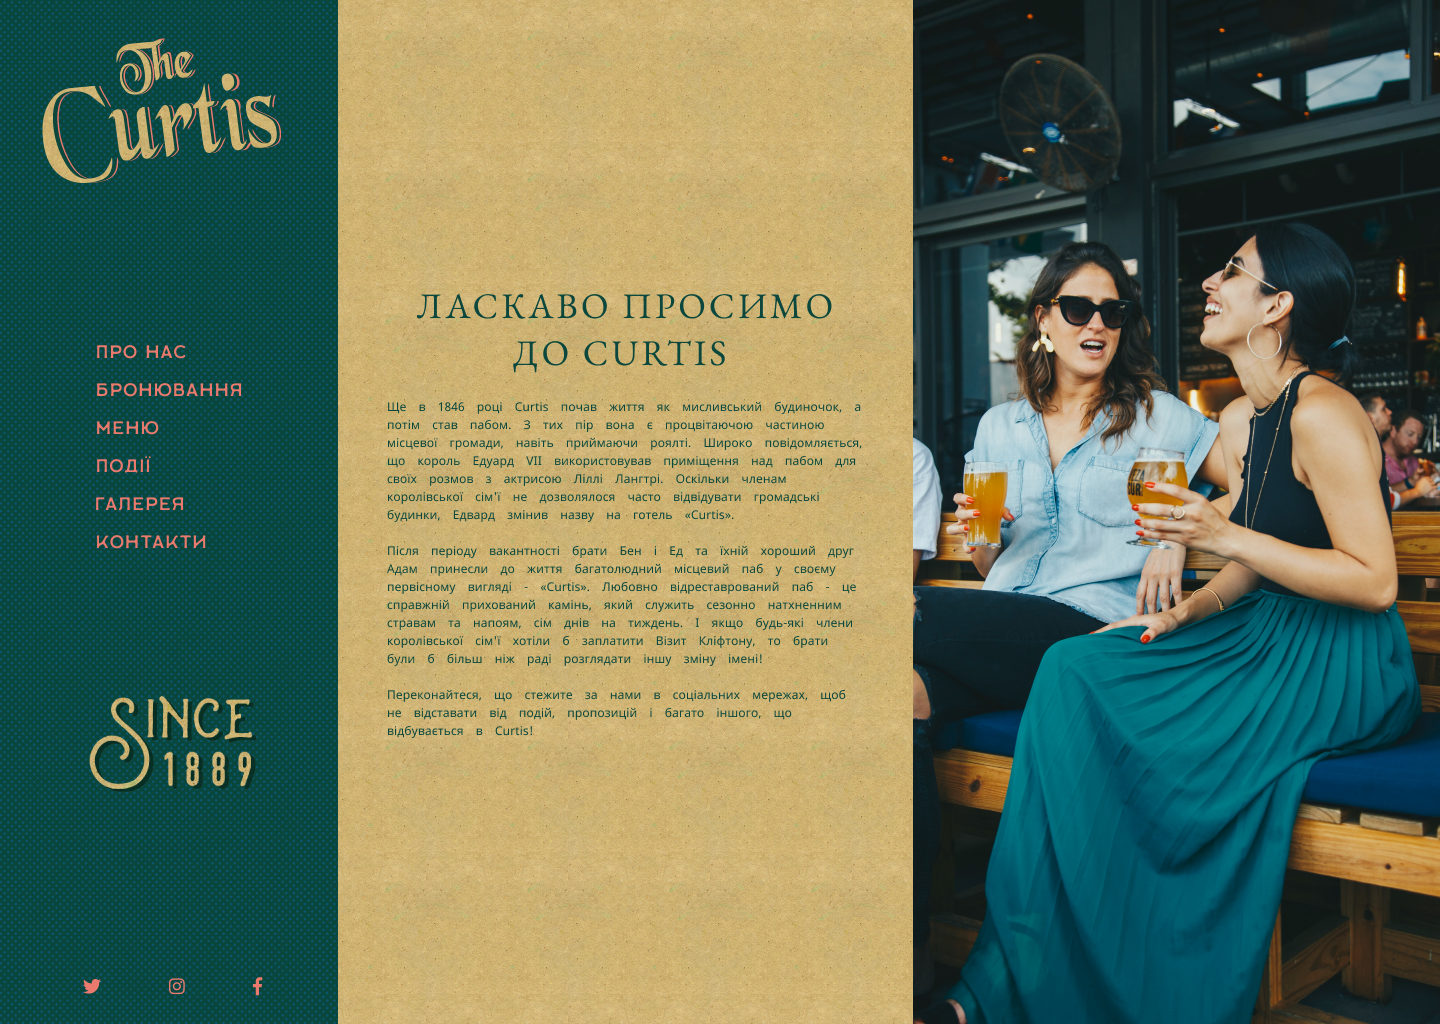 The
Curtis
ПРО НАС
БРОНЮВАННЯ
МЕНЮ
ПОДІЇ
ГАЛЕРЕЯ
КОНТАКТИ
SINCE
1889
ЛАСКАВО ПРОСИМО
ДО CURTIS
Ще в 1846 році Curtis почав життя як мисливський будиночок, а
потім став пабом. З тих пір вона є процвітаючою частиною
місцевої громади, навіть приймаючи роялті. Широко повідомляється,
що король Едуард VII використовував приміщення над пабом для
своїх розмов з актрисою Ліллі Лангтрі. Оскільки членам
королівської сім'ї не дозволялося часто відвідувати громадські
будинки, Едвард змінив назву на готель «Curtis».
Після періоду вакантності брати Бен і Ед та їхній хороший друг
Адам принесли до життя багатолюдний місцевий паб у своєму
первісному вигляді - «Curtis». Любовно відреставрований паб - це
справжній прихований камінь, який служить сезонно натхненним
стравам та напоям, сім днів на тиждень. І якщо будь-які члени
королівської сім'ї хотіли б заплатити Візит Кліфтону, то брати
були б більш ніж раді розглядати іншу зміну імені!
Переконайтеся, що стежите за нами в соціальних мережах, щоб
не відставати від подій, пропозицій і багато іншого, що
відбувається в Curtis!